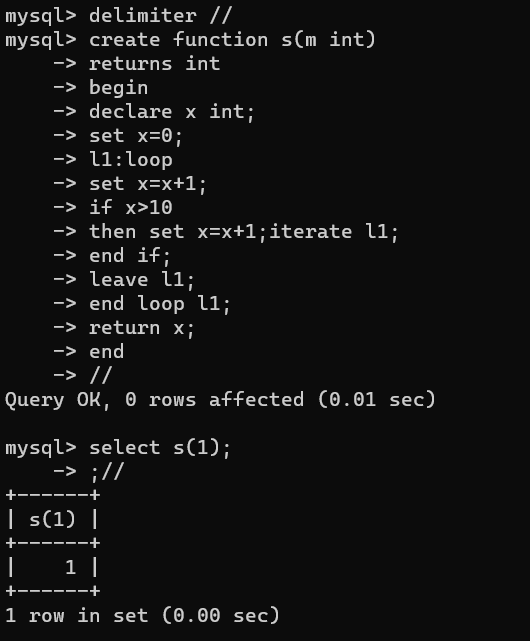 mysql> delimiter //
mysql> create function s(m int)
    -> returns int
    -> begin
    -> declare x int;
    -> set x=0;
    -> l1:loop
    -> set x=x+1;
    -> if x>10
    -> then set x=x+1;iterate l1;
    -> end if;
    -> leave l1;
    -> end loop l1;
    -> return x;
    -> end
    -> //
Query OK, 0 rows affected (0.01 sec)

mysql> select s(1);
    -> ;//
+------+
| s(1) |
+------+
|    1 |
+------+
1 row in set (0.00 sec)